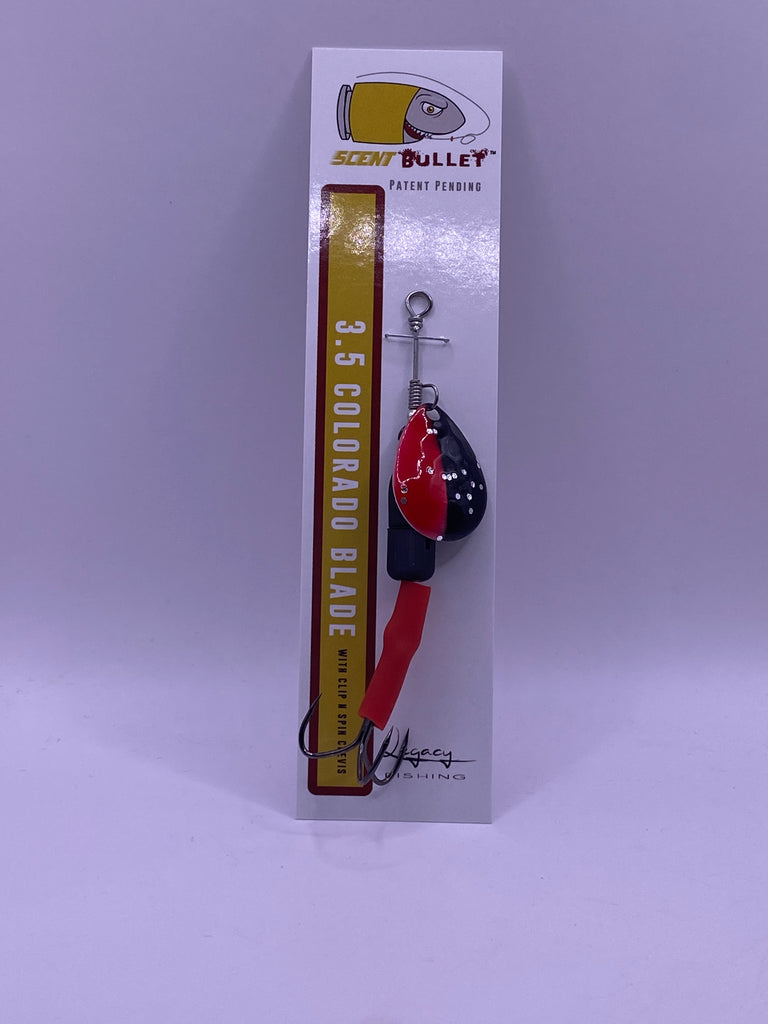 SCENT BULLET™
PATENT PENDING
3.5 COLORADO BLADE
WITH CLIP N SPIN CLEVIS
Legacy
FISHING